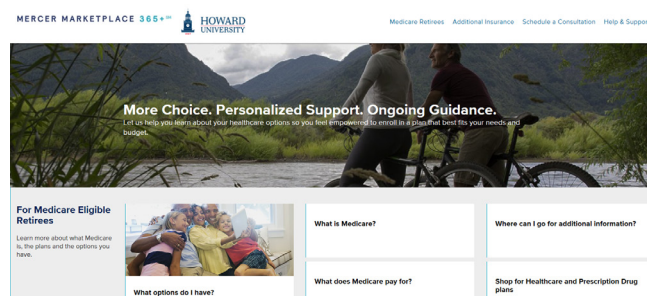 MERCER MARKETPLACE 365+℠
HOWARD
UNIVERSITY
Medicare Retirees Additional Insurance Schedule a Consultation Help & Suppor
More Choice. Personalized Support. Ongoing Guidance.
Let us help you learn about your healthcare options so you feel empowered to enroll in a plan that best fits your needs and
budget.
For Medicare Eligible
Retirees
Learn more about what Medicare
is, the plans and the options you
have.
What options do I have?
What is Medicare?
What does Medicare pay for?
Where can I go for additional information?
Shop for Healthcare and Prescription Drug
plans